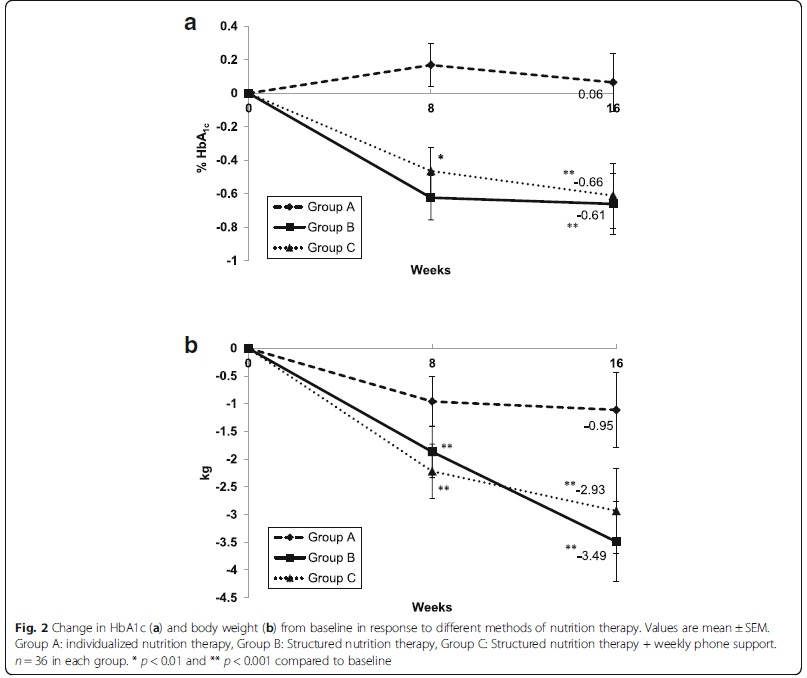 a
0.4
0.2
0
-0.2
-0.4
-0.6
-0.8
-1
% HbA1c
0
8
16
0.06
*
**-0.66
-0.61
**
Group A
Group B
Group C
Weeks
b
0
-0.5
-1
-1.5
-2
-2.5
-3
-3.5
-4
-4.5
kg
0
8
16
-0.95
**
**
**-2.93
**-3.49
Group A
Group B
Group C
Weeks
Fig. 2 Change in HbA1c (a) and body weight (b) from baseline in response to different methods of nutrition therapy. Values are mean ± SEM.
Group A: individualized nutrition therapy, Group B: Structured nutrition therapy, Group C: Structured nutrition therapy + weekly phone support.
n = 36 in each group. * p < 0.01 and ** p < 0.001 compared to baseline